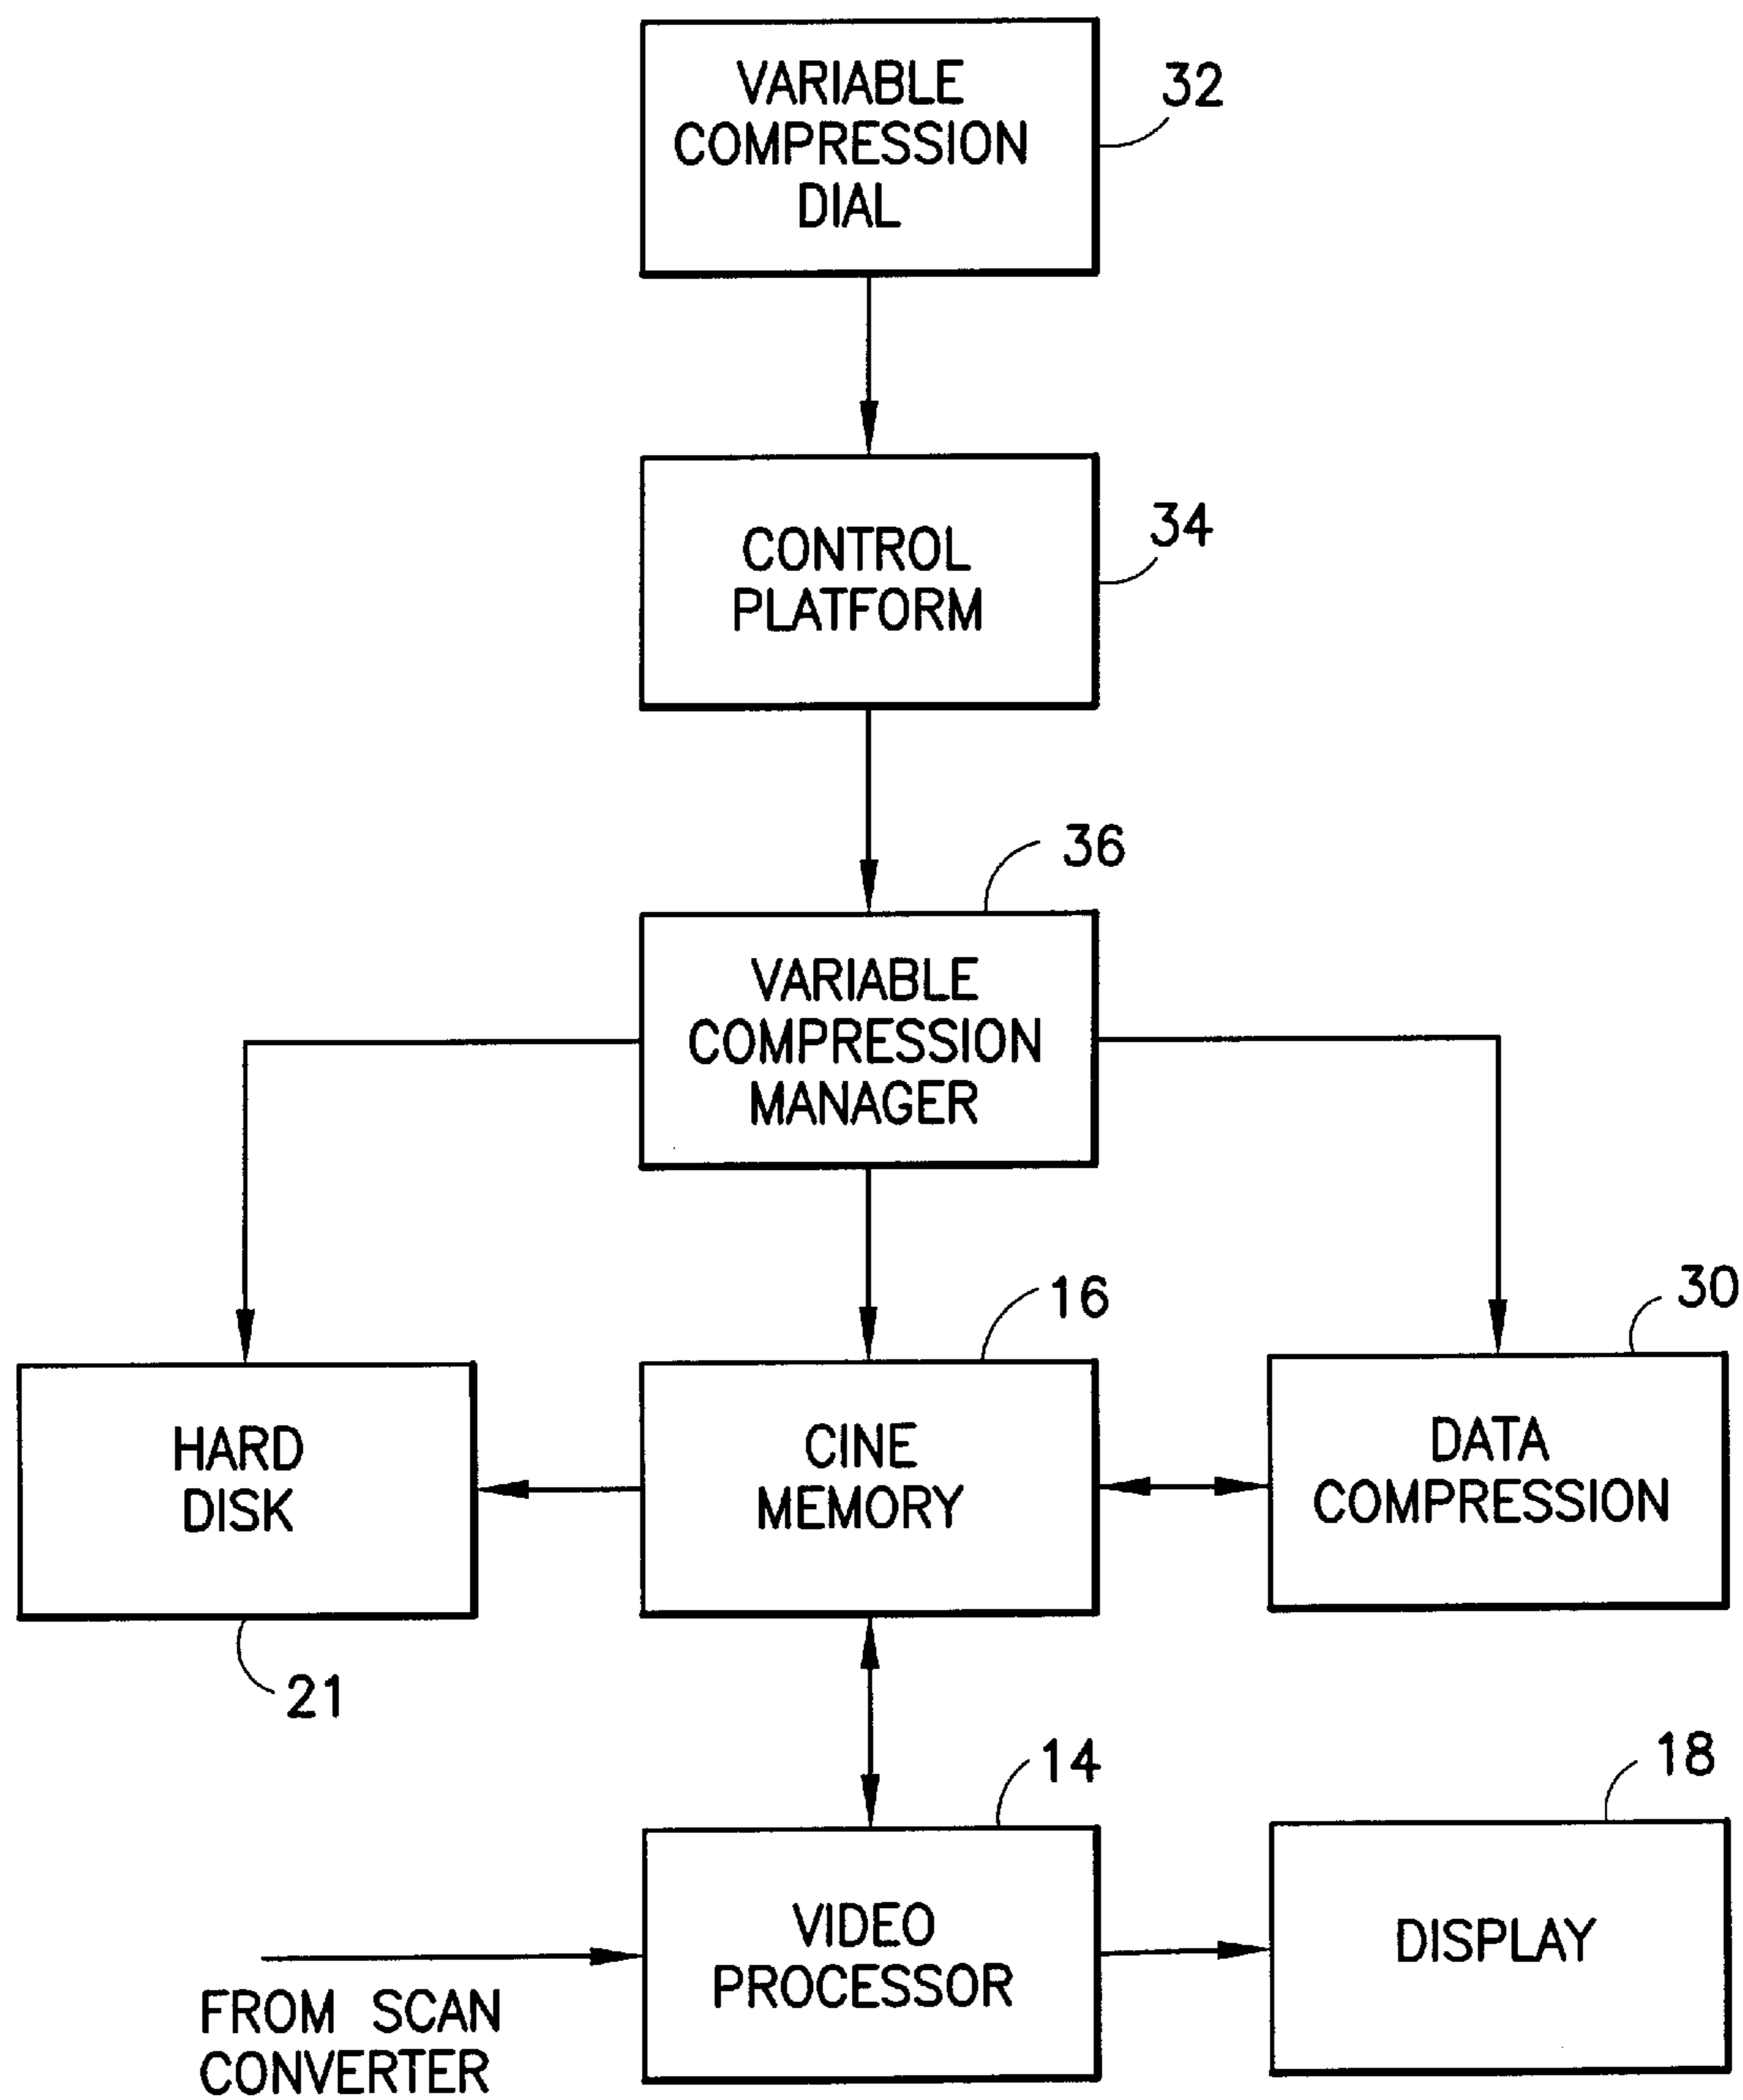 VARIABLE
COMPRESSION
DIAL
32
CONTROL
PLATFORM
34
36
VARIABLE
COMPRESSION
MANAGER
16
30
HARD
DISK
CINE
MEMORY
DATA
COMPRESSION
21
14
18
VIDEO
PROCESSOR
DISPLAY
FROM SCAN
CONVERTER